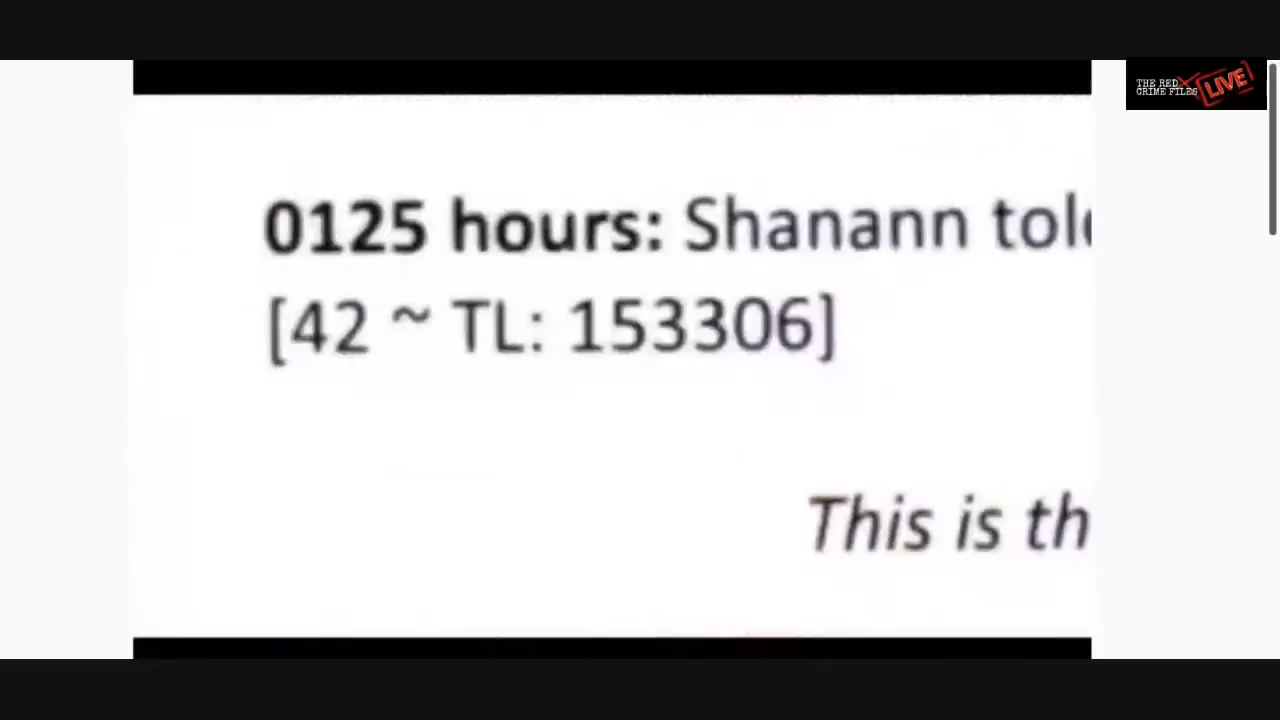 THE RED
CRIME FILES
LIVE
0125 hours: Shanann tol
[42 ~ TL: 153306]
This is th